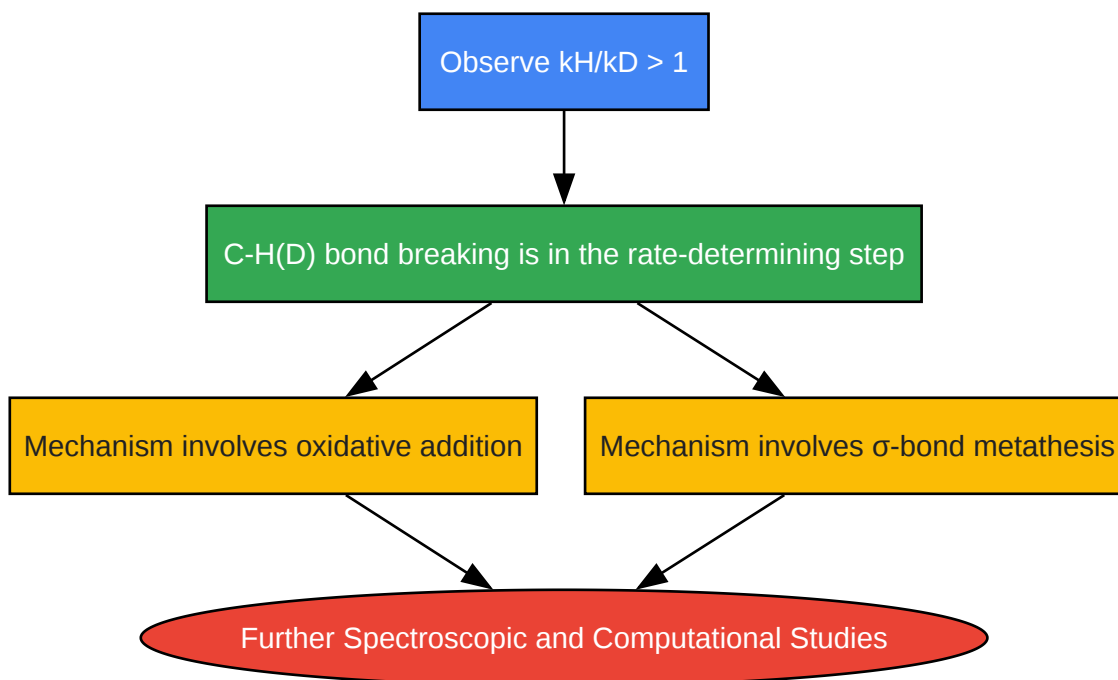 Observe kH/kD > 1
C-H(D) bond breaking is in the rate-determining step
Mechanism involves oxidative addition
Mechanism involves σ-bond metathesis
Further Spectroscopic and Computational Studies